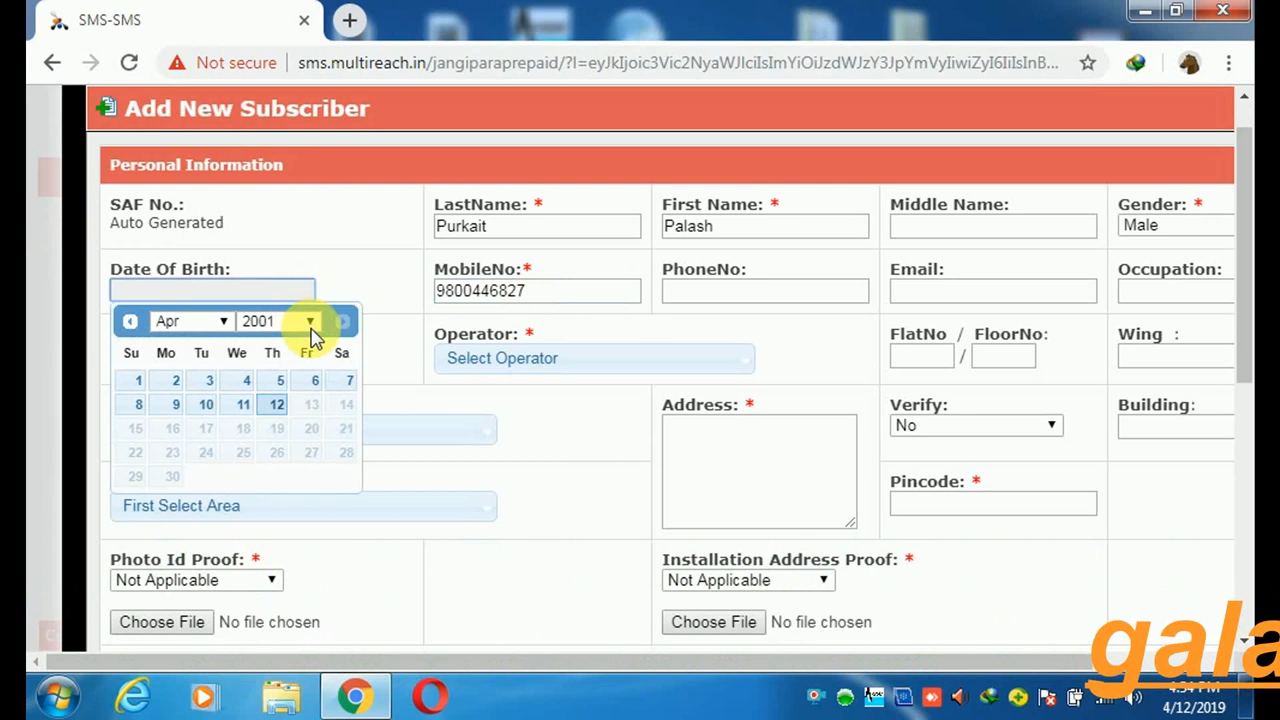 SMS-SMS
Not secure
sms.multireach.in/jangiparaprepaid/?l=eyJkIjoic3Vic2NyaWJlciIsImYiOiJzdWJzY3JpYmVyIiwiZyI6IiIsInB...
Add New Subscriber
Personal Information
SAF No.: LastName: * First Name: * Middle Name: Gender: *
Auto Generated Purkait Palash Male
Date Of Birth: MobileNo:* PhoneNo: Email: Occupation:
9800446827
Apr 2001 Operator: * FlatNo / FloorNo: Wing :
Su Mo Tu We Th Fr Sa Select Operator /
1 2 3 4 5 6 7
8 9 10 11 12 13 14 Address: * Verify: Building:
15 16 17 18 19 20 21 No
22 23 24 25 26 27 28
29 30 Pincode: *
First Select Area
Photo Id Proof: * Installation Address Proof: *
Not Applicable Not Applicable
Choose File No file chosen Choose File No file chosen
gala
4:34 PM
4/12/2019